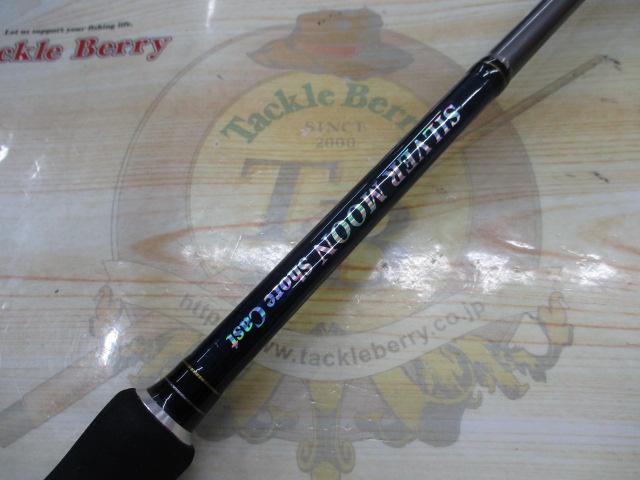 Let us support your fishing life.
ckle Berry
Tackle Berry
SINCE
2000
TB
SILVER MOON Shore Cast
http://www.tackleberry.co.jp